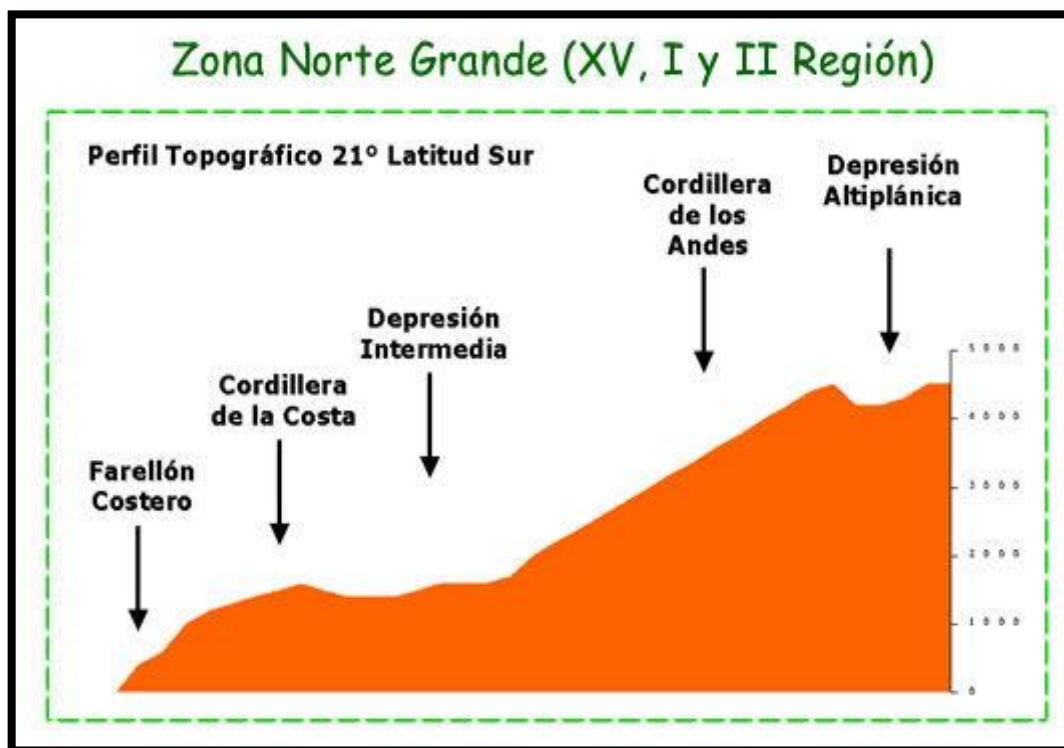 Zona Norte Grande (XV, I y II Región)
Perfil Topográfico 21º Latitud Sur
Farellón
Costero
Cordillera
de la Costa
Depresión
Intermedia
Cordillera
de los
Andes
Depresión
Altiplánica
5000
4000
3000
2000
1000
0